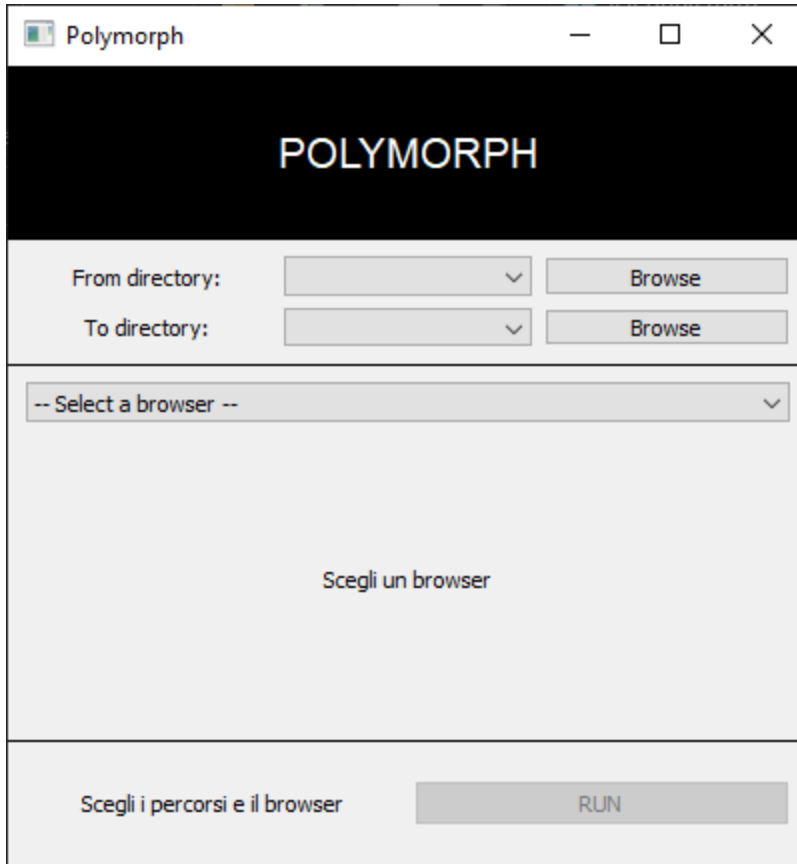 Polymorph
POLYMORPH
From directory:
Browse
To directory:
Browse
-- Select a browser --
Scegli un browser
Scegli i percorsi e il browser
RUN